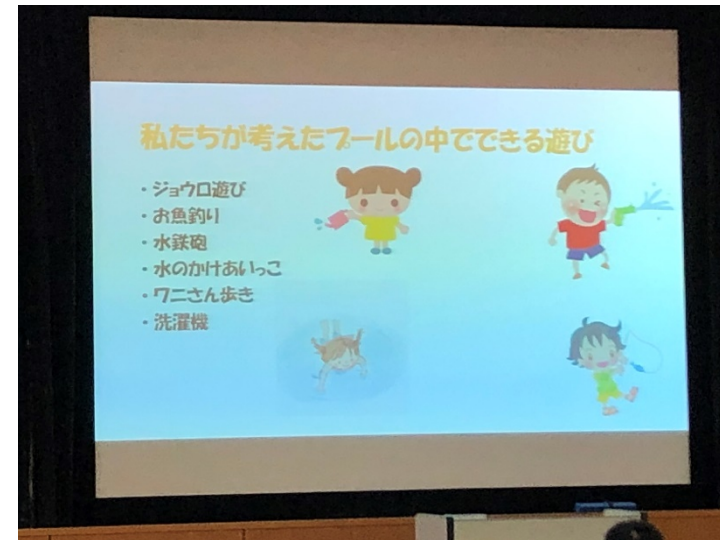 私たちが考えたプールの中でできる遊び
・ジョウロ遊び
・お魚釣り
・水鉄砲
・水のかけあいっこ
・ワニさん歩き
・洗濯機